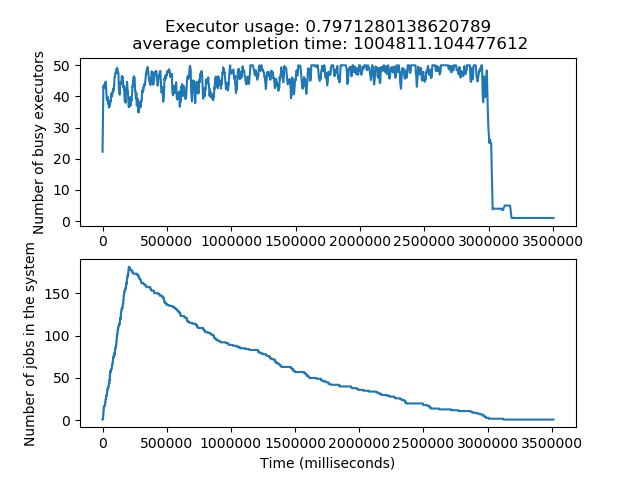 Executor usage: 0.7971280138620789
average completion time: 1004811.104477612
Number of busy executors
50
40
30
20
10
0
0 500000 1000000 1500000 2000000 2500000 3000000 3500000
Number of jobs in the system
150
100
50
0
0 500000 1000000 1500000 2000000 2500000 3000000 3500000
Time (milliseconds)